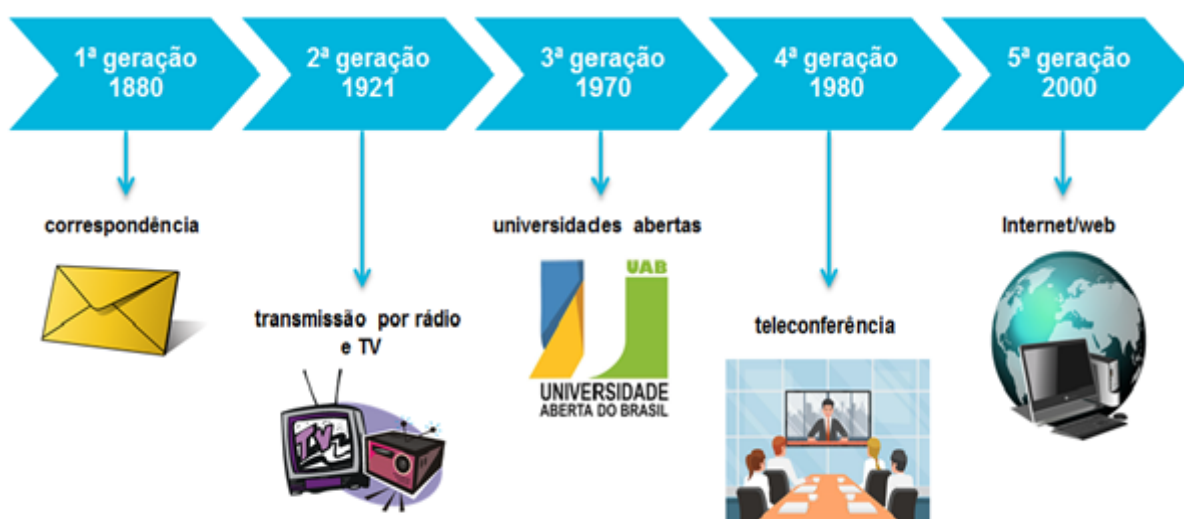 1ª geração
1880
2ª geração
1921
3ª geração
1970
4ª geração
1980
5ª geração
2000
correspondência
transmissão por rádio
e TV
TV
universidades abertas
UAB
UNIVERSIDADE
ABERTA DO BRASIL
teleconferência
Internet/web